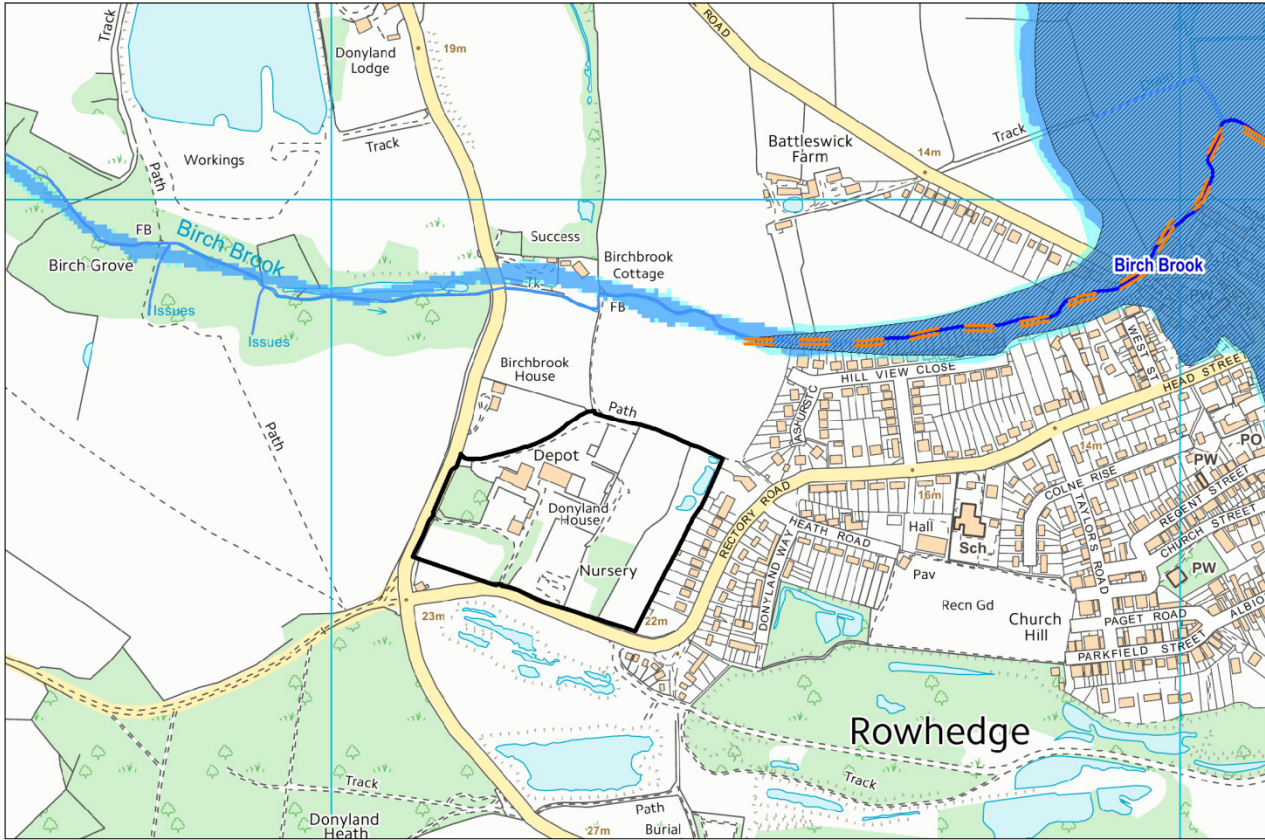 Track
19m
Donyland
Lodge
ROAD
Drain
Workings
Track
Path
Battleswick
Farm
14m
Track
FB
Birch Brook
Birch Grove
Success
Birchbrook
Cottage
Tk
FB
Birch Brook
PW
Issues
Issues
Birchbrook
House
HILL VIEW CLOSE
WEST ST
HEAD STREET
Path
Path
ASHURST C
Depot
Donyland
House
Nursery
RECTORY ROAD
14m
PO
PW
16m
COLNE RISE
REGENT STREET
CHURCH STREET
TAYLORS ROAD
Hall
Sch
HEATH ROAD
DONYLAND WAY
PW
Pav
Recn Gd
Church
Hill
PAGET ROAD
ALBIO
PARKFIELD STREET
23m
22m
Rowhedge
Track
Track
Donyland
Heath
27m
Path
Burial